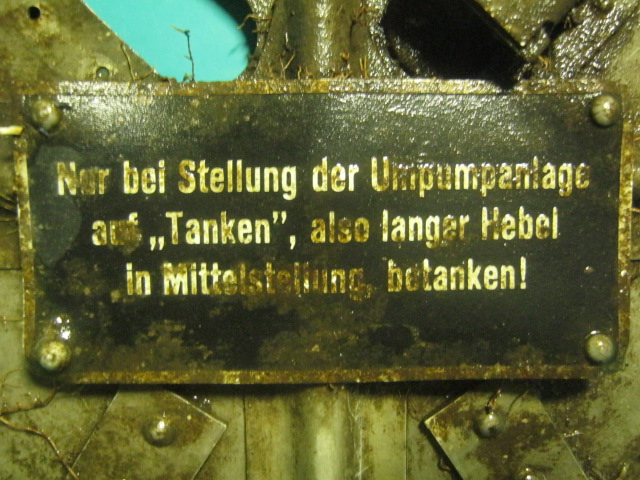 Nur bei Stellung der Umpumpanlage
auf „Tanken”, also langer Hebel
in Mittelstellung, betanken!